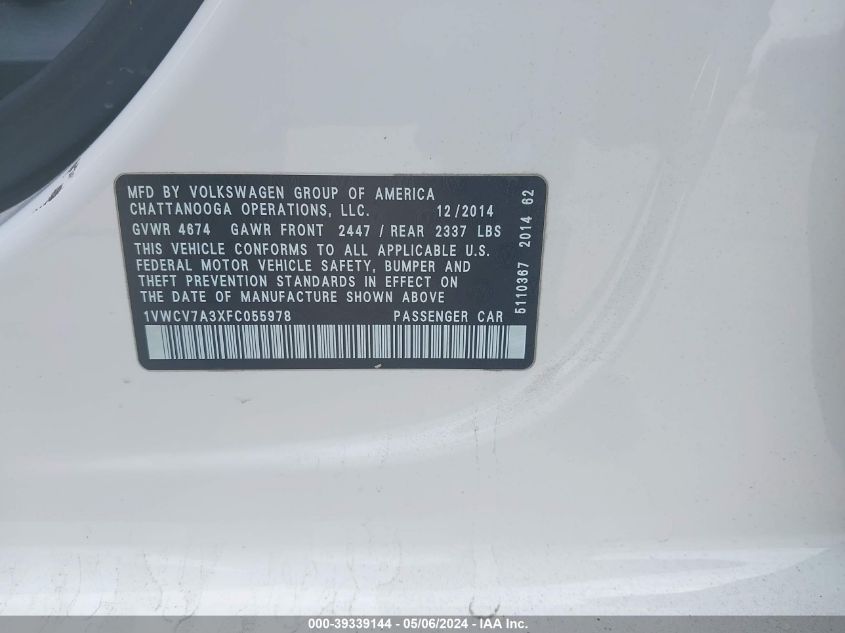 MFD BY VOLKSWAGEN GROUP OF AMERICA
CHATTANOOGA OPERATIONS, LLC. 12/2014
GVWR 4674 GAWR FRONT 2447 / REAR 2337 LBS
THIS VEHICLE CONFORMS TO ALL APPLICABLE U.S.
FEDERAL MOTOR VEHICLE SAFETY, BUMPER AND
THEFT PREVENTION STANDARDS IN EFFECT ON
THE DATE OF MANUFACTURE SHOWN ABOVE
1VWCV7A3XFC055978 PASSENGER CAR
5110367 2014 62
000-39339144 - 05/06/2024 - IAA Inc.